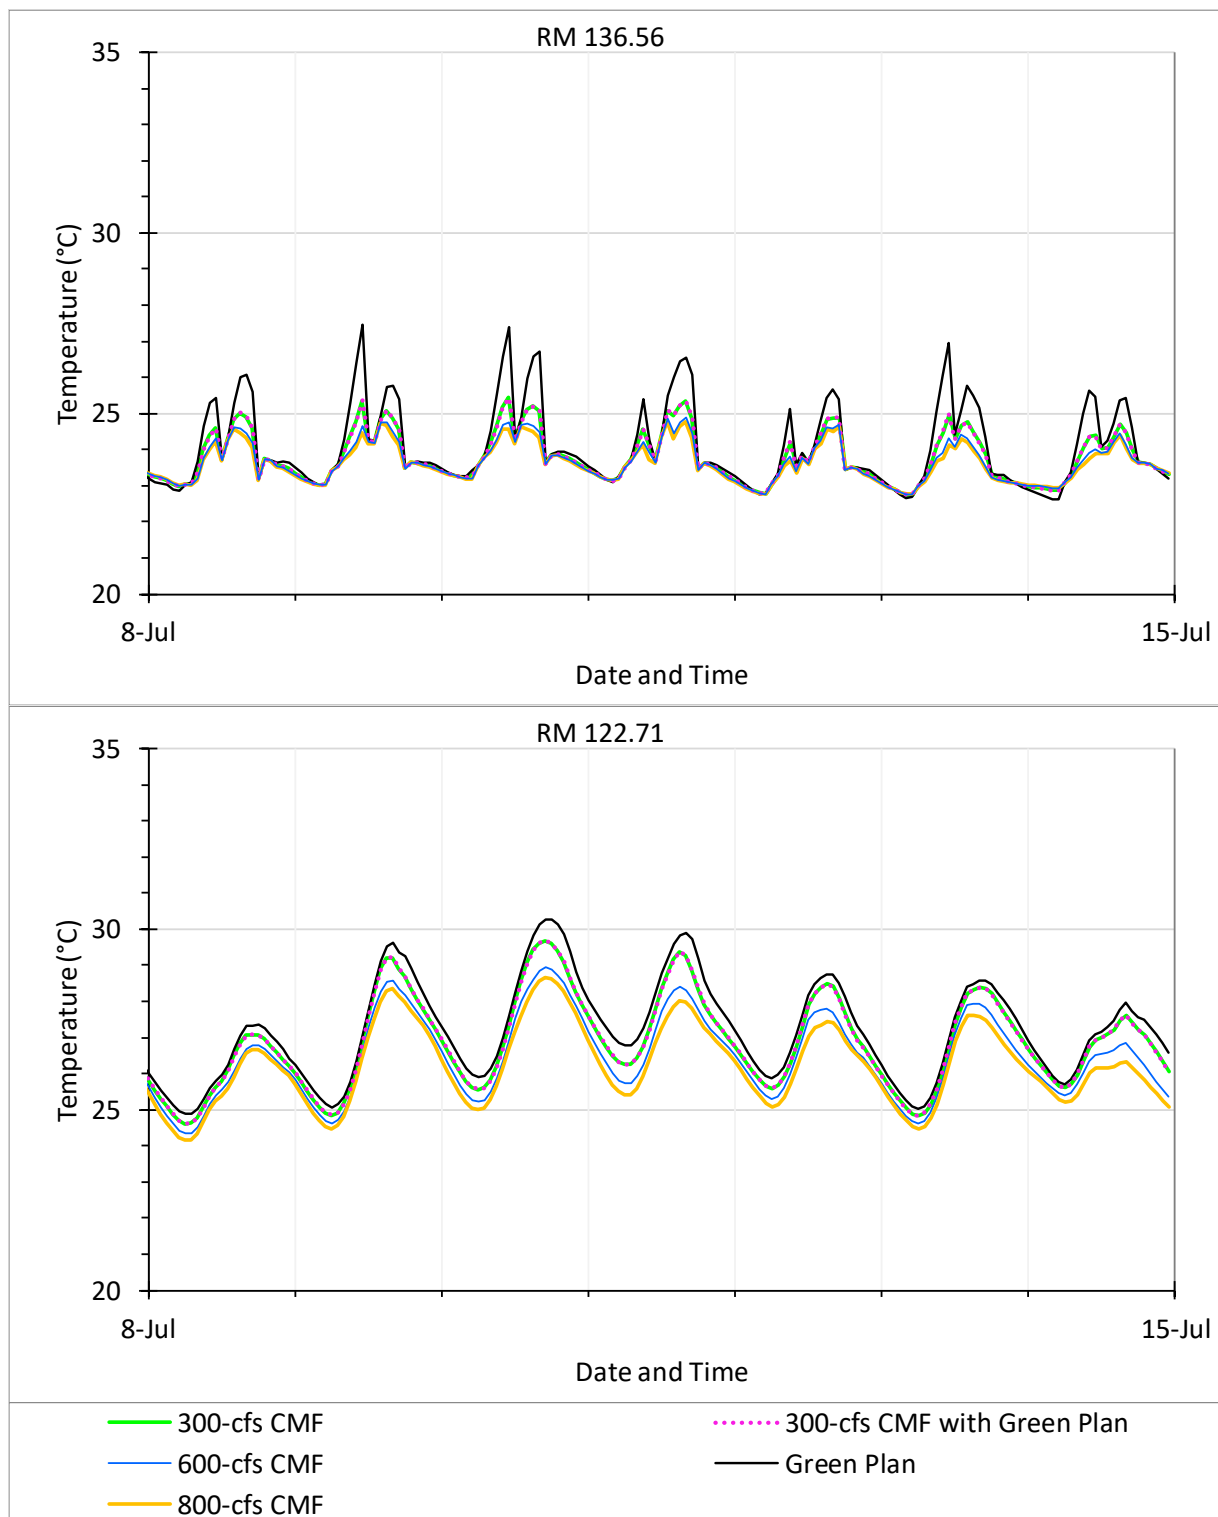 RM 136.56
35
30
25
20
Temperature (°C)
8-Jul
15-Jul
Date and Time
RM 122.71
35
30
25
20
Temperature (°C)
8-Jul
15-Jul
Date and Time
300-cfs CMF
300-cfs CMF with Green Plan
600-cfs CMF
Green Plan
800-cfs CMF